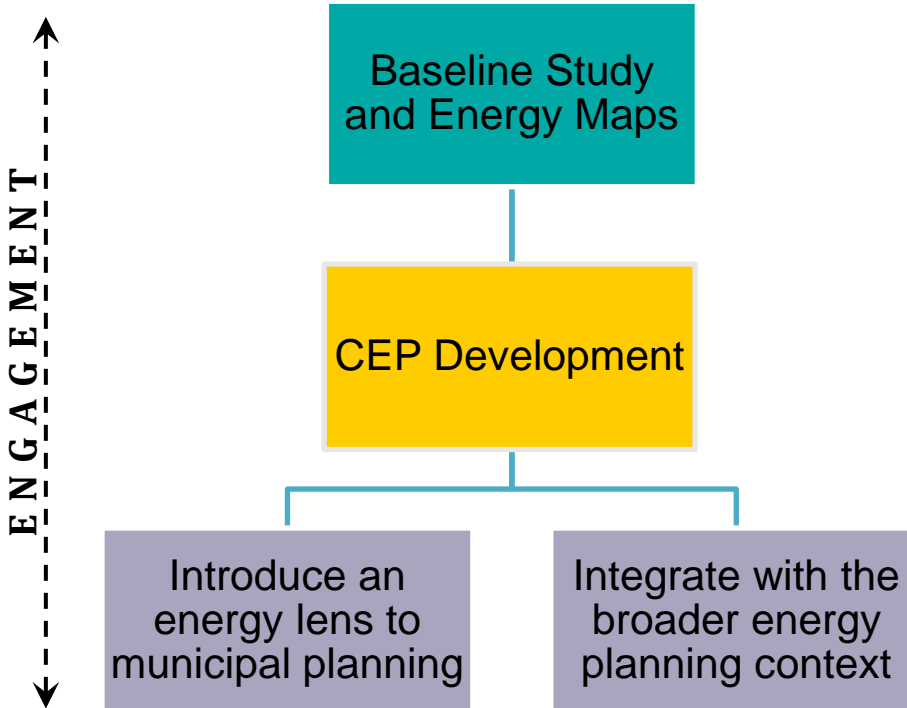 ENGAGEMENT
Baseline Study
and Energy Maps
CEP Development
Introduce an
energy lens to
municipal planning
Integrate with the
broader energy
planning context